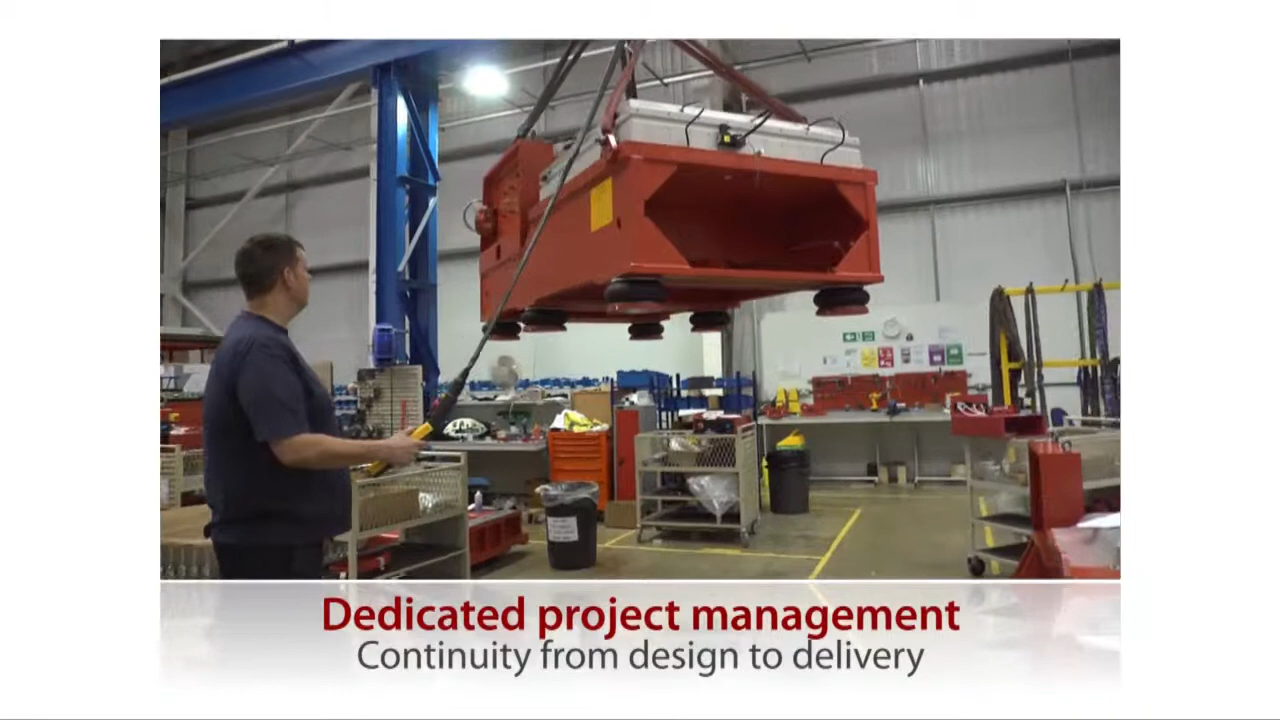 Dedicated project management
Continuity from design to delivery